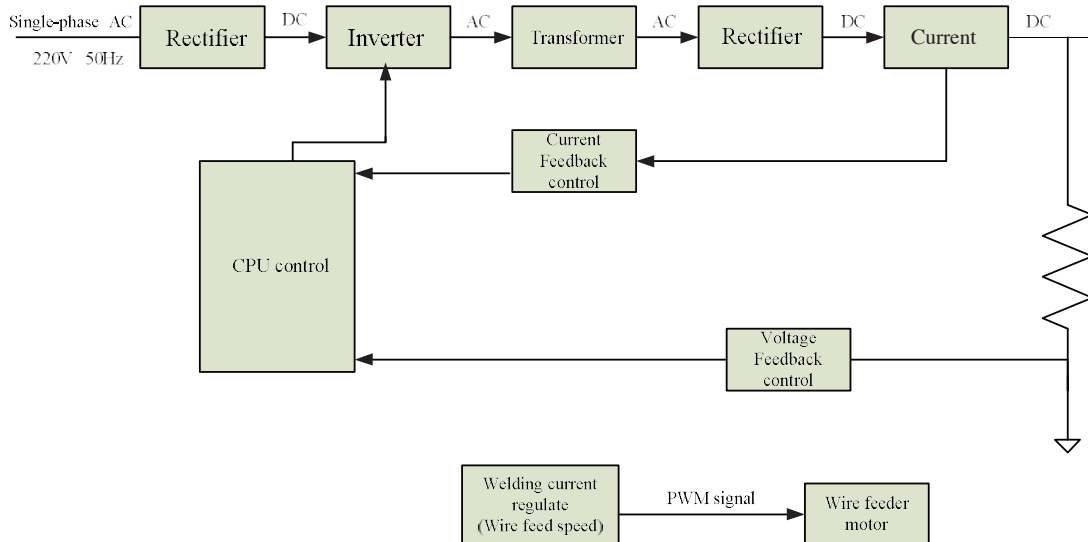 Single-phase AC
220V 50Hz
Rectifier
DC
Inverter
AC
Transformer
AC
Rectifier
DC
Current
DC
Current
Feedback
control
CPU control
Voltage
Feedback
control
Welding current
regulate
(Wire feed speed)
PWM signal
Wire feeder
motor